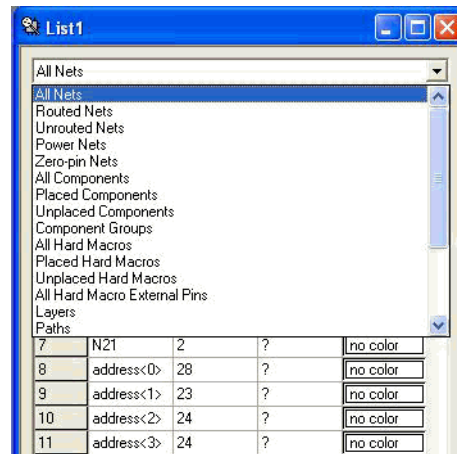 List1
All Nets
All Nets
Routed Nets
Unrouted Nets
Power Nets
Zero-pin Nets
All Components
Placed Components
Unplaced Components
Component Groups
All Hard Macros
Placed Hard Macros
Unplaced Hard Macros
All Hard Macro External Pins
Layers
Paths
7 N21 2 ? no color
8 address<0> 28 ? no color
9 address<1> 23 ? no color
10 address<2> 24 ? no color
11 address<3> 24 ? no color